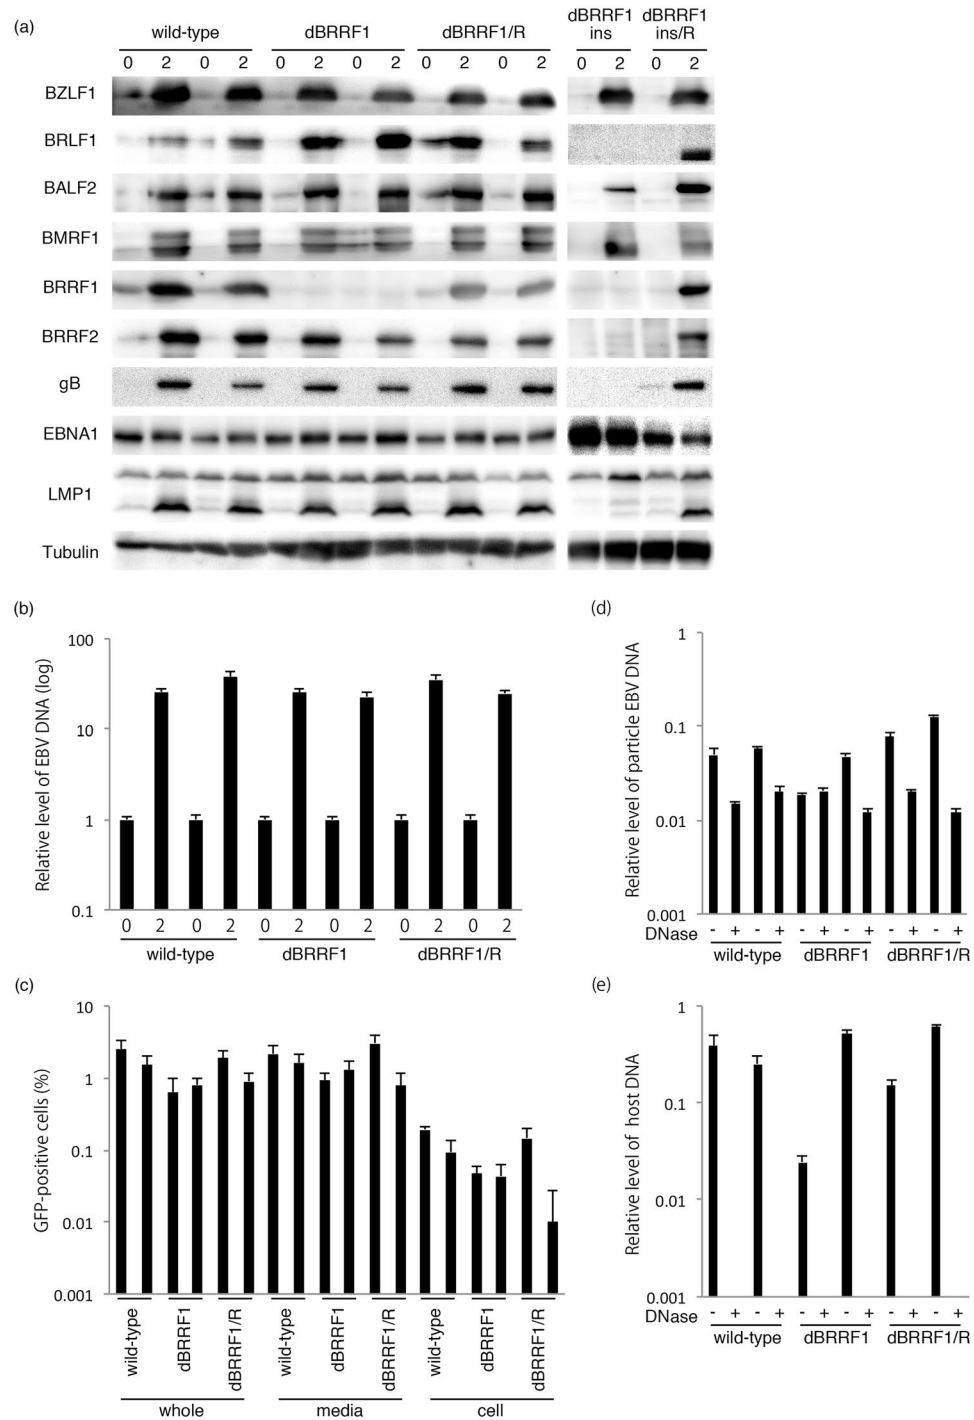 (a)
wild-type dBRRF1 dBRRF1/R dBRRF1 ins dBRRF1 ins/R
0 2 0 2 0 2 0 2 0 2 0 2 0 2 0 2
BZLF1
BRLF1
BALF2
BMRF1
BRRF1
BRRF2
gB
EBNA1
LMP1
Tubulin
(b)
Relative level of EBV DNA (log)
100
10
1
0.1
0 2 0 2 0 2 0 2 0 2 0 2
wild-type dBRRF1 dBRRF1/R
(d)
Relative level of particle EBV DNA
1
0.1
0.01
0.001
DNase - + - + - + - + - + - +
wild-type dBRRF1 dBRRF1/R
(c)
GFP-positive cells (%)
10
1
0.1
0.01
0.001
wild-type dBRRF1 dBRRF1/R wild-type dBRRF1 dBRRF1/R wild-type dBRRF1 dBRRF1/R
whole media cell
(e)
Relative level of host DNA
1
0.1
0.01
0.001
DNase - + - + - + - + - + - +
wild-type dBRRF1 dBRRF1/R